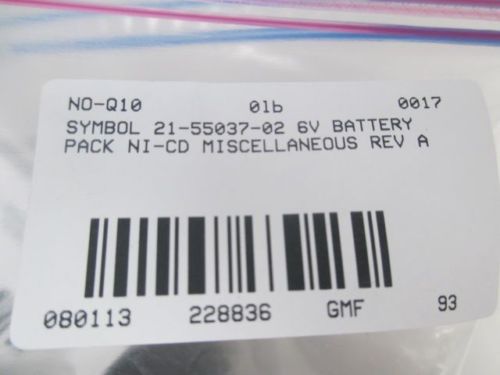 NO-Q10 01b 0017
SYMBOL 21-55037-02 6V BATTERY
PACK NI-CD MISCELLANEOUS REV A
080113 228836 GMF 93